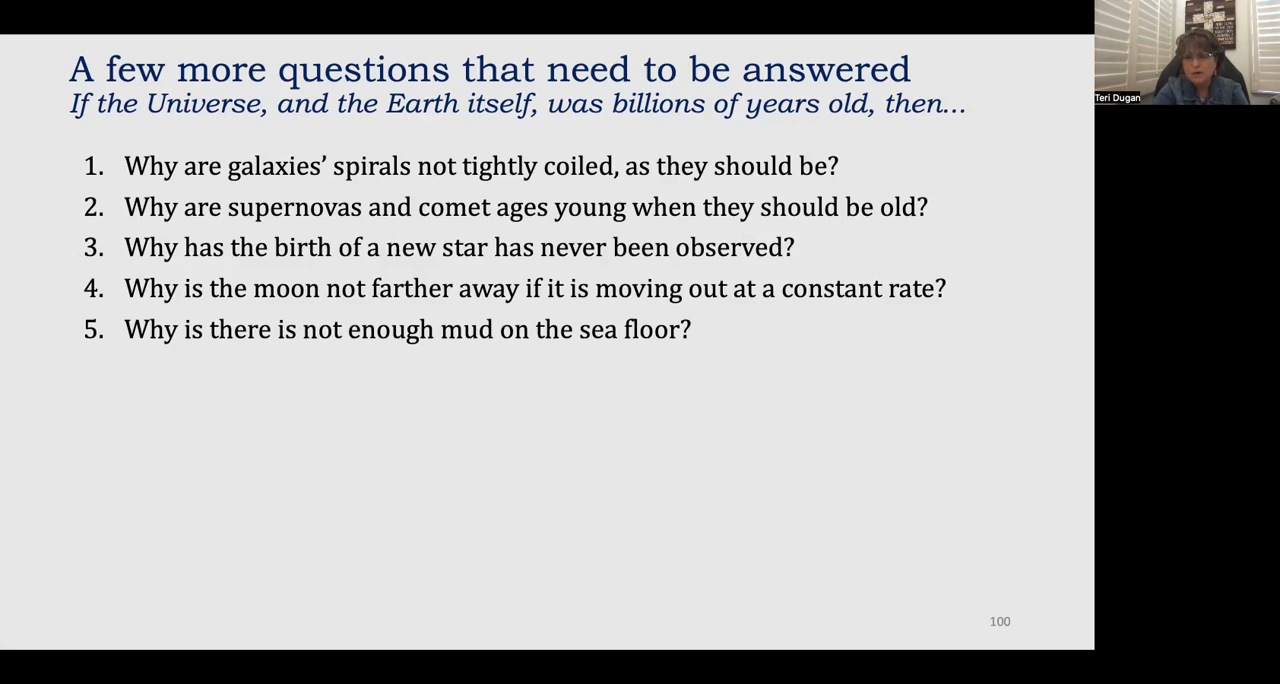 A few more questions that need to be answered
If the Universe, and the Earth itself, was billions of years old, then...
1. Why are galaxies’ spirals not tightly coiled, as they should be?
2. Why are supernovas and comet ages young when they should be old?
3. Why has the birth of a new star has never been observed?
4. Why is the moon not farther away if it is moving out at a constant rate?
5. Why is there is not enough mud on the sea floor?
100
Teri Dugan